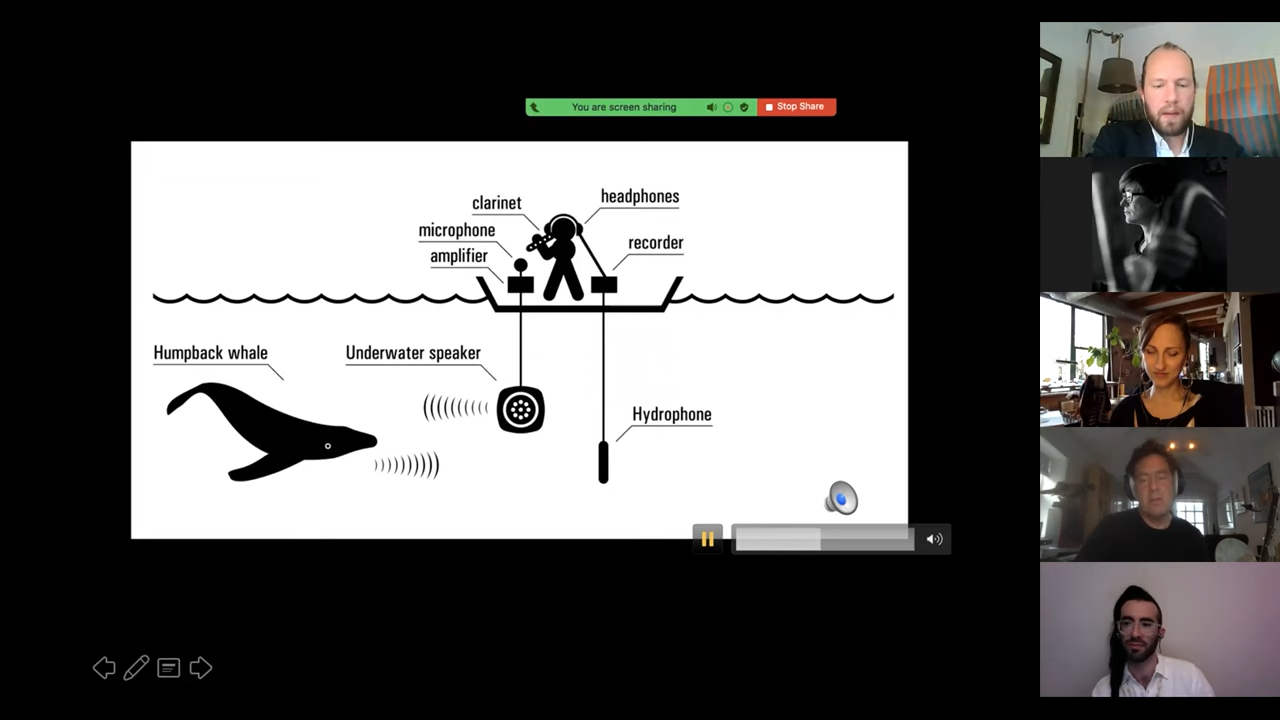 You are screen sharing
Stop Share
clarinet
headphones
microphone
recorder
amplifier
Humpback whale
Underwater speaker
Hydrophone